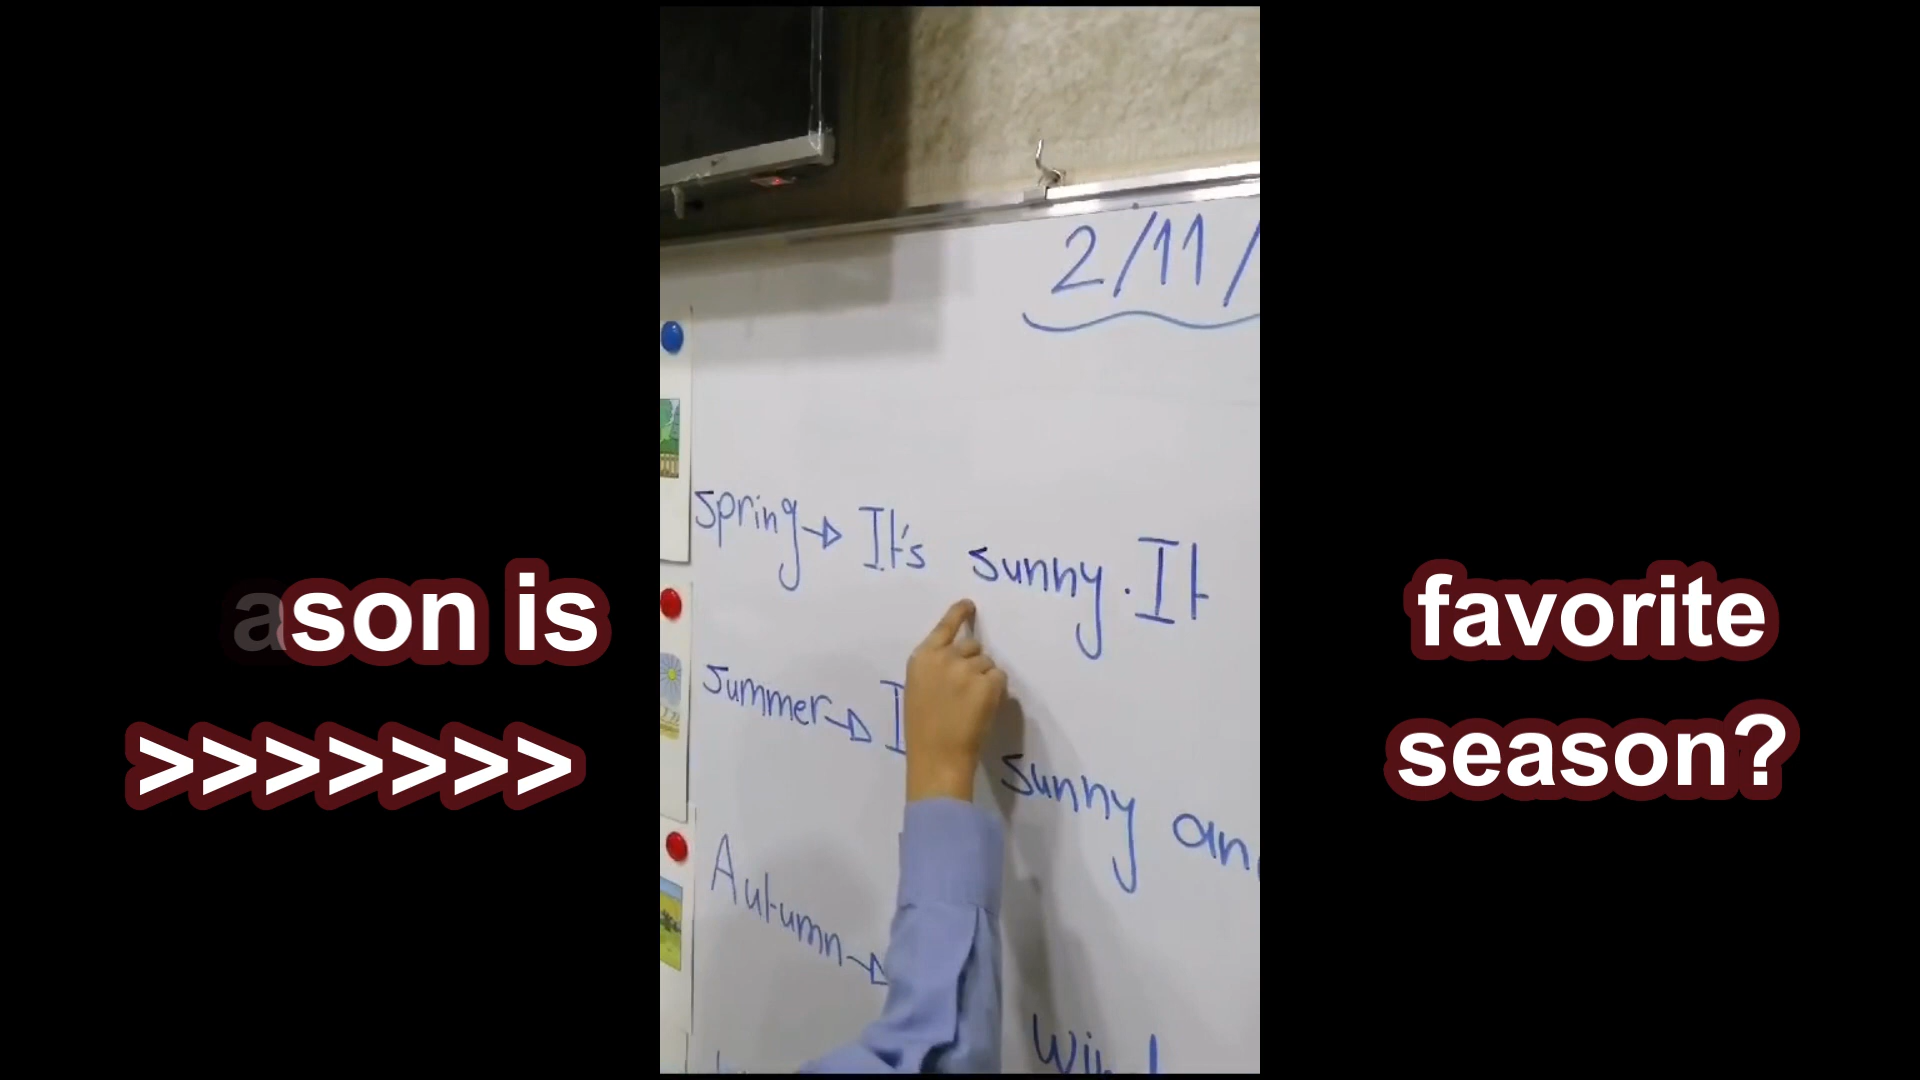 2/11/
spring → It's sunny. It
summer → I
sunny an
Autumn →
ason is
>>>>>>>
favorite
season?